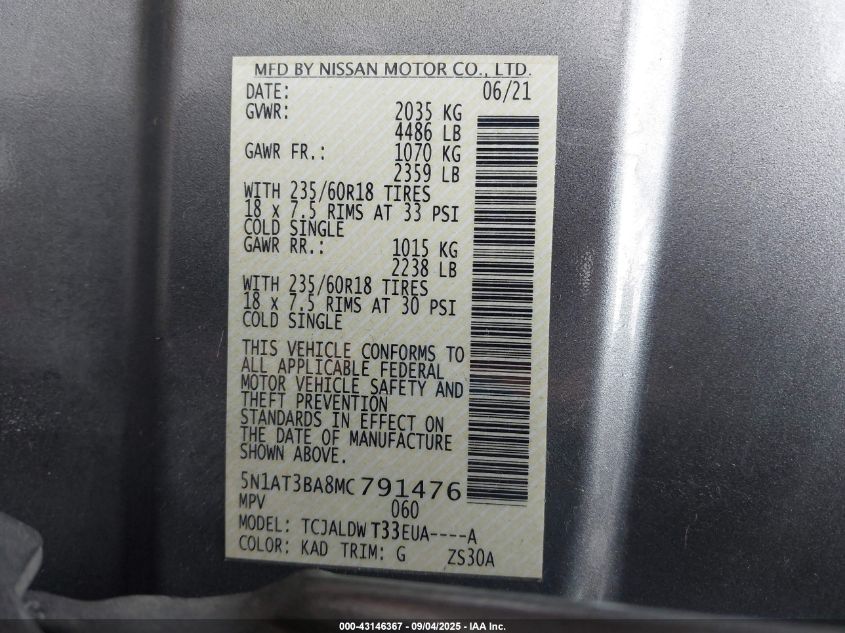 MFD BY NISSAN MOTOR CO., LTD.
DATE: 06/21
GVWR: 2035 KG
4486 LB
GAWR FR.: 1070 KG
2359 LB
WITH 235/60R18 TIRES
18 x 7.5 RIMS AT 33 PSI
COLD SINGLE
GAWR RR.: 1015 KG
2238 LB
WITH 235/60R18 TIRES
18 x 7.5 RIMS AT 30 PSI
COLD SINGLE
THIS VEHICLE CONFORMS TO
ALL APPLICABLE FEDERAL
MOTOR VEHICLE SAFETY AND
THEFT PREVENTION
STANDARDS IN EFFECT ON
THE DATE OF MANUFACTURE
SHOWN ABOVE.
5N1AT3BA8MC791476
MPV 060
MODEL: TCJALDW T33EUA----A
COLOR: KAD TRIM: G ZS30A
000-43146367 - 09/04/2025 - IAA Inc.